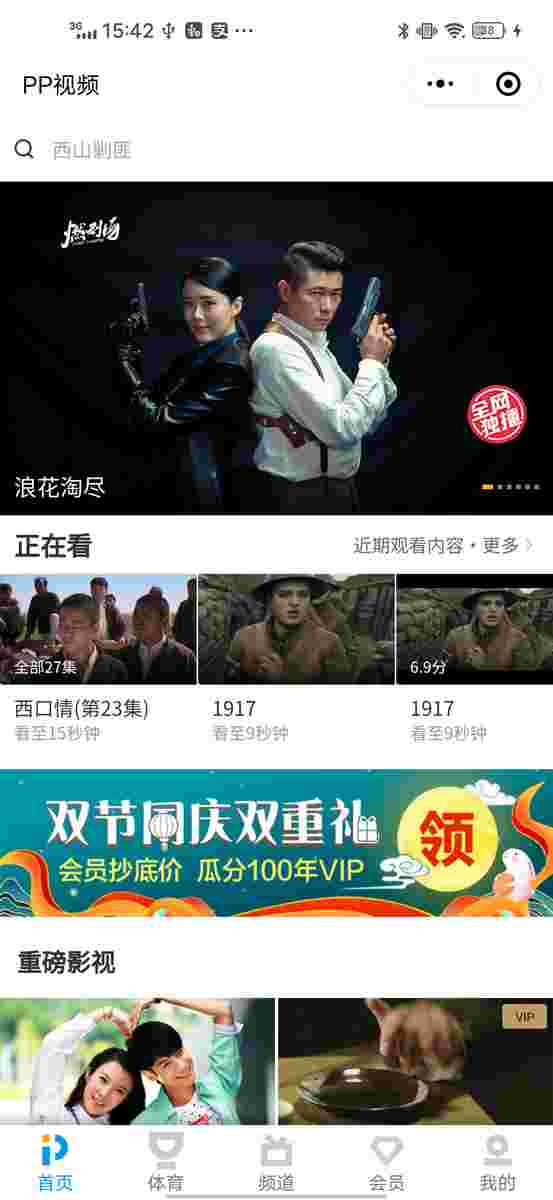 3G 15:42 支 ··· 38
PP视频
西山剿匪
燃剧场
全网
独播
浪花淘尽
正在看
近期观看内容·更多
全部27集
6.9分
西口情(第23集)
1917
1917
看至15秒钟
看至9秒钟
看至9秒钟
双节同庆双重礼
领
会员抄底价 瓜分100年VIP
重磅影视
VIP
首页
体育
频道
会员
我的